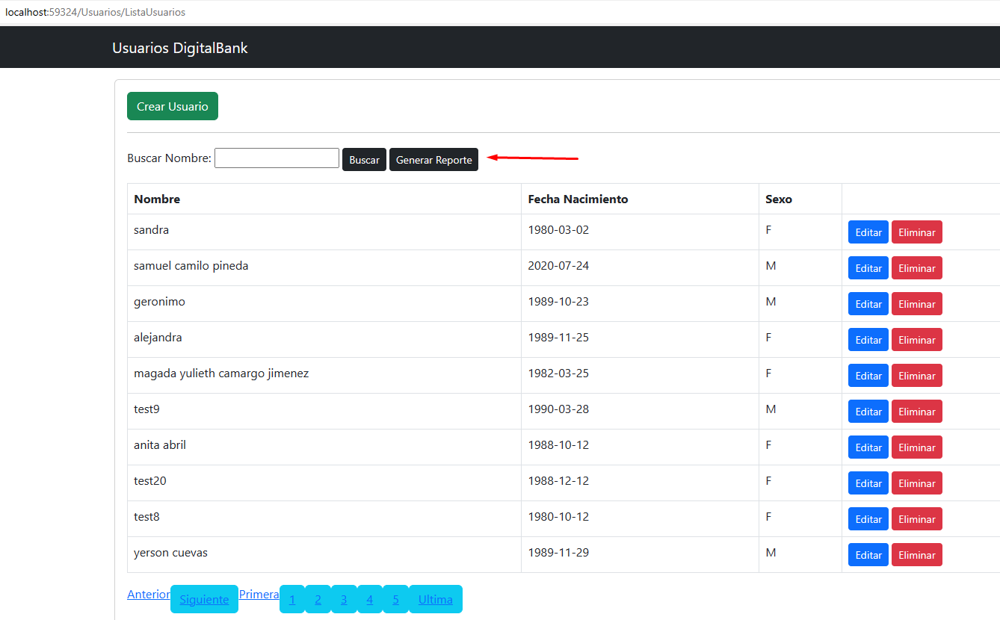 localhost:59324/Usuarios/ListaUsuarios
Usuarios DigitalBank
Crear Usuario
Buscar Nombre: Buscar Generar Reporte
Nombre Fecha Nacimiento Sexo
sandra 1980-03-02 F Editar Eliminar
samuel camilo pineda 2020-07-24 M Editar Eliminar
geronimo 1989-10-23 M Editar Eliminar
alejandra 1989-11-25 F Editar Eliminar
magada yulieth camargo jimenez 1982-03-25 F Editar Eliminar
test9 1990-03-28 M Editar Eliminar
anita abril 1988-10-12 F Editar Eliminar
test20 1988-12-12 F Editar Eliminar
test8 1980-10-12 F Editar Eliminar
yerson cuevas 1989-11-29 M Editar Eliminar
Anterior Siguiente Primera 1 2 3 4 5 Ultima